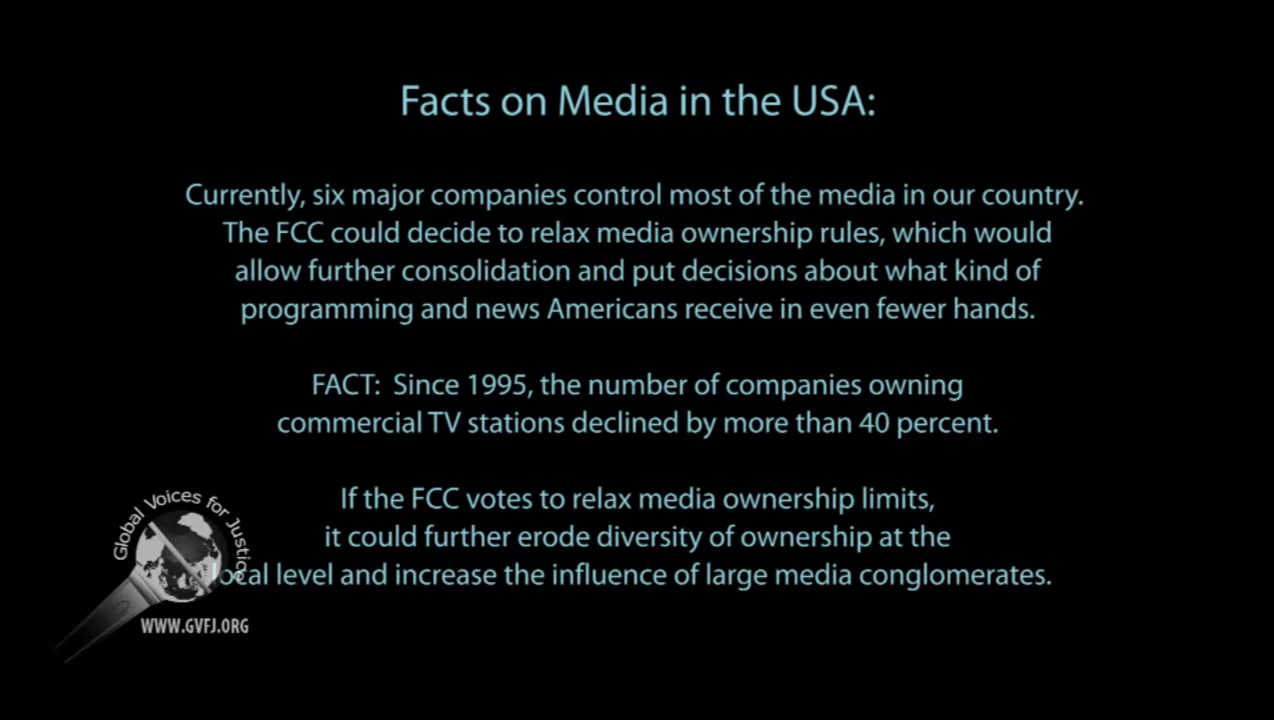 Facts on Media in the USA:
Currently, six major companies control most of the media in our country.
The FCC could decide to relax media ownership rules, which would
allow further consolidation and put decisions about what kind of
programming and news Americans receive in even fewer hands.
FACT: Since 1995, the number of companies owning
commercial TV stations declined by more than 40 percent.
If the FCC votes to relax media ownership limits,
it could further erode diversity of ownership at the
local level and increase the influence of large media conglomerates.
Global Voices for Justice
WWW.GVFJ.ORG